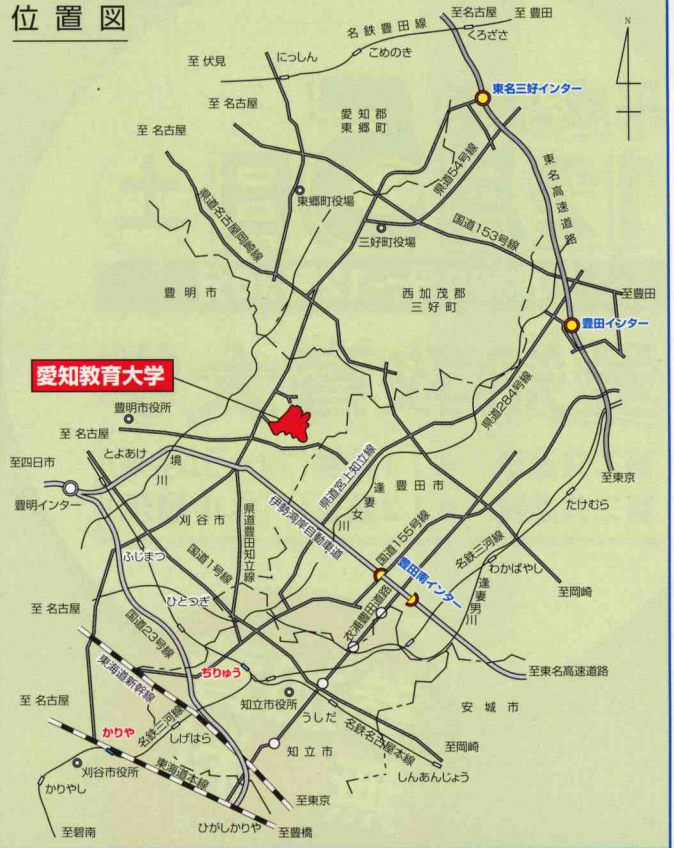 位置図
至名古屋
至 豊田
名鉄豊田線
くろざさ
至 伏見
にっしん
こめのき
N
東名三好インター
至 名古屋
愛知郡
東郷町
至 名古屋
県道54号線
東名高速道路
県道名古屋岡崎線
東郷町役場
国道153号線
三好町役場
豊明市
西加茂郡
三好町
至豊田
豊田インター
愛知教育大学
県道284号線
豊明市役所
至 名古屋
とよあけ
境川
県道宮上知立線
至四日市
至東京
豊明インター
逢妻女川
豊田市
たけむら
刈谷市
県道豊田知立線
伊勢湾岸自動車道
国道155号線
名鉄三河線
ふじまつ
国道1号線
豊田南インター
わかばやし
ひとつぎ
至岡崎
逢妻男川
至 名古屋
国道23号線
衣浦豊田道路
東海道新幹線
ちりゅう
至東名高速道路
至 名古屋
知立市役所
安城市
かりや
名鉄三河線
うしだ
名鉄名古屋本線
しげはら
知立市
至岡崎
刈谷市役所
東海道本線
しんあんじょう
かりやし
至東京
ひがしかりや
至碧南
至豊橋